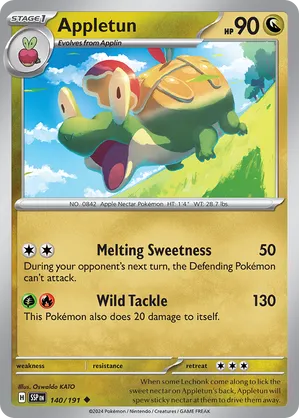 STAGE 1
Appletun
HP 90
Evolves from Applin
NO. 0842 Apple Nectar Pokémon HT: 1'4" WT: 28.7 lbs
Melting Sweetness 50
During your opponent's next turn, the Defending Pokémon
can't attack.
Wild Tackle 130
This Pokémon also does 20 damage to itself.
weakness resistance retreat
Illus. Oswaldo KATO
H SSP EN 140/191
When some Lechonk come along to lick the
nectar on Appletun's back, Appletun will
spew sticky nectar at them to drive them away.
©2024 Pokémon / Nintendo / Creatures / GAME FREAK